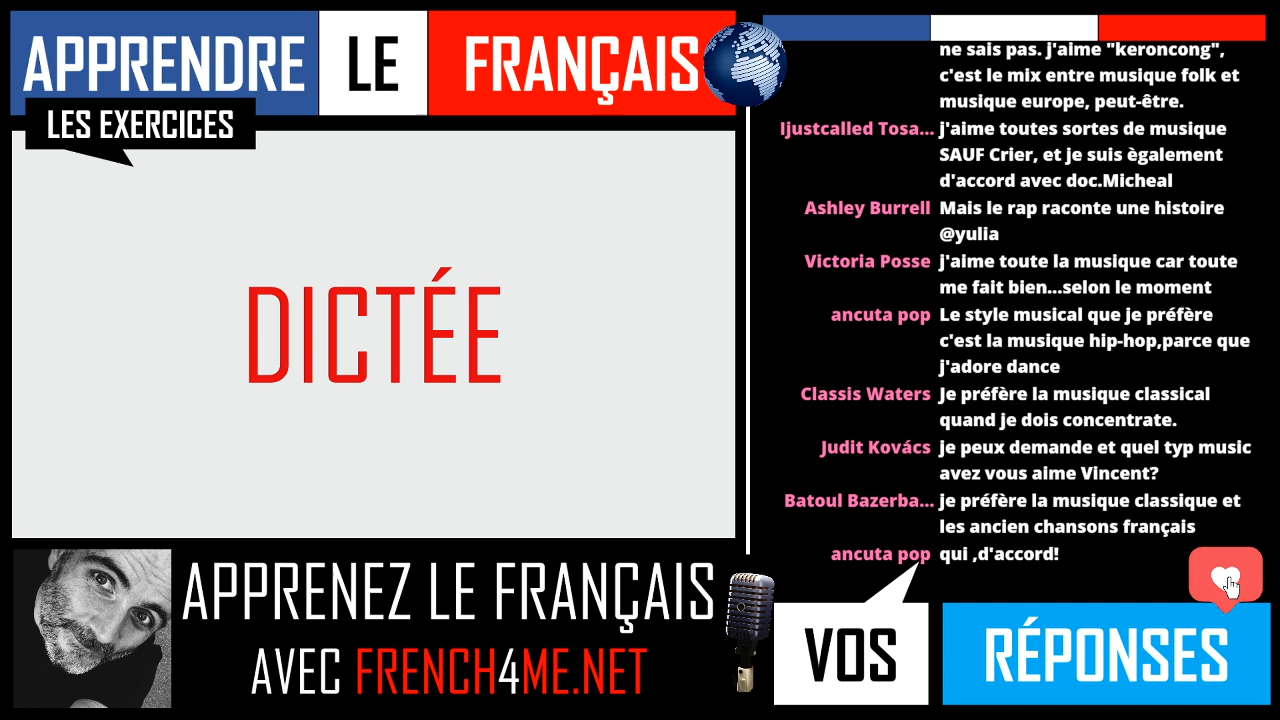 APPRENDRE LE FRANÇAIS
LES EXERCICES
DICTÉE
APPRENEZ LE FRANÇAIS
AVEC FRENCH4ME.NET
ne sais pas. j'aime "keroncong",
c'est le mix entre musique folk et
musique europe, peut-être.
Ijustcalled Tosa... j'aime toutes sortes de musique
SAUF Crier, et je suis ègalement
d'accord avec doc.Micheal
Ashley Burrell Mais le rap raconte une histoire
@yulia
Victoria Posse j'aime toute la musique car toute
me fait bien...selon le moment
ancuta pop Le style musical que je préfère
c'est la musique hip-hop,parce que
j'adore dance
Classis Waters Je préfère la musique classical
quand je dois concentrate.
Judit Kovács je peux demande et quel typ music
avez vous aime Vincent?
Batoul Bazerba... je préfère la musique classique et
les ancien chansons français
ancuta pop qui ,d'accord!
VOS RÉPONSES